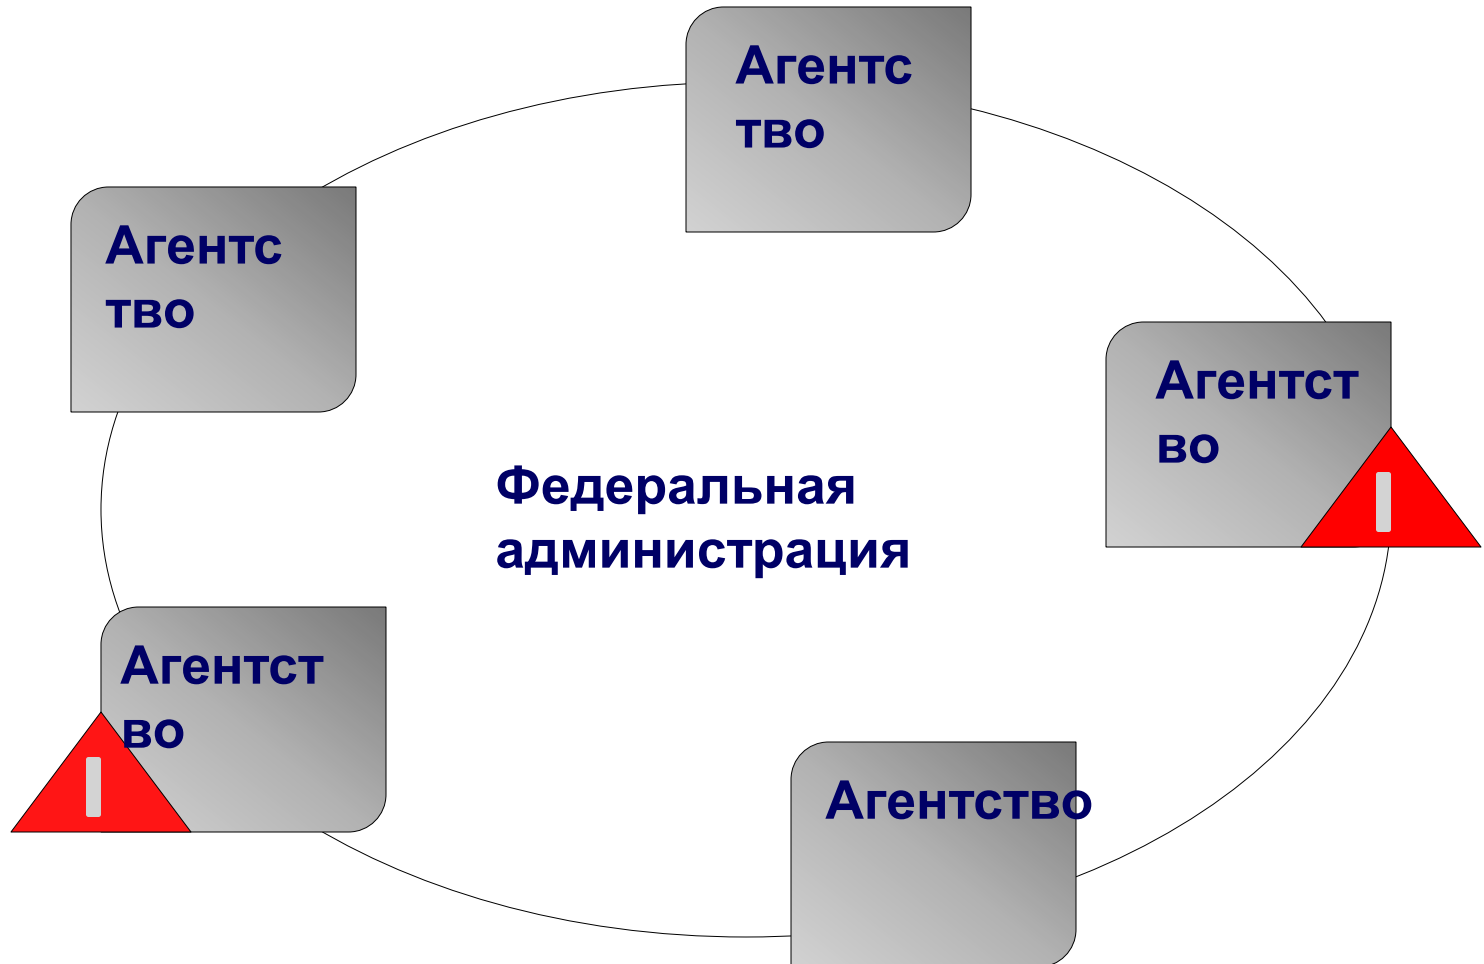 Агентс
тво
Агентс
тво
Агентст
во
Федеральная
администрация
Агентст
во
Агентство